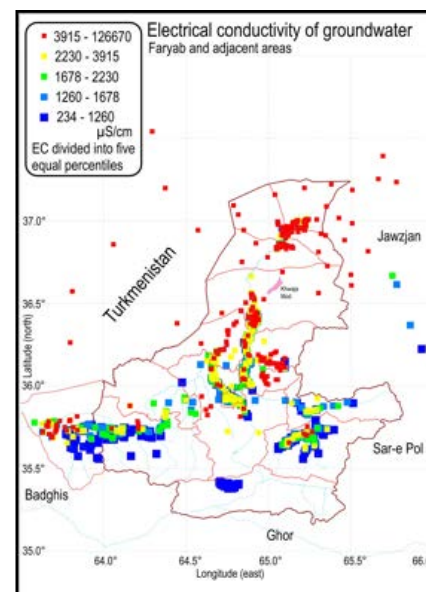 Electrical conductivity of groundwater
Faryab and adjacent areas
3915 - 126670
2230 - 3915
1678 - 2230
1260 - 1678
234 - 1260
µS/cm
EC divided into five
equal percentiles
37.0°
Jawzjan
Turkmenistan
Khwaja
Mod
36.5°
Latitude (north)
36.0°
35.5°
Sar-e Pol
Badghis
Ghor
35.0°
64.0°
64.5°
65.0°
65.5°
66.0
Longitude (east)